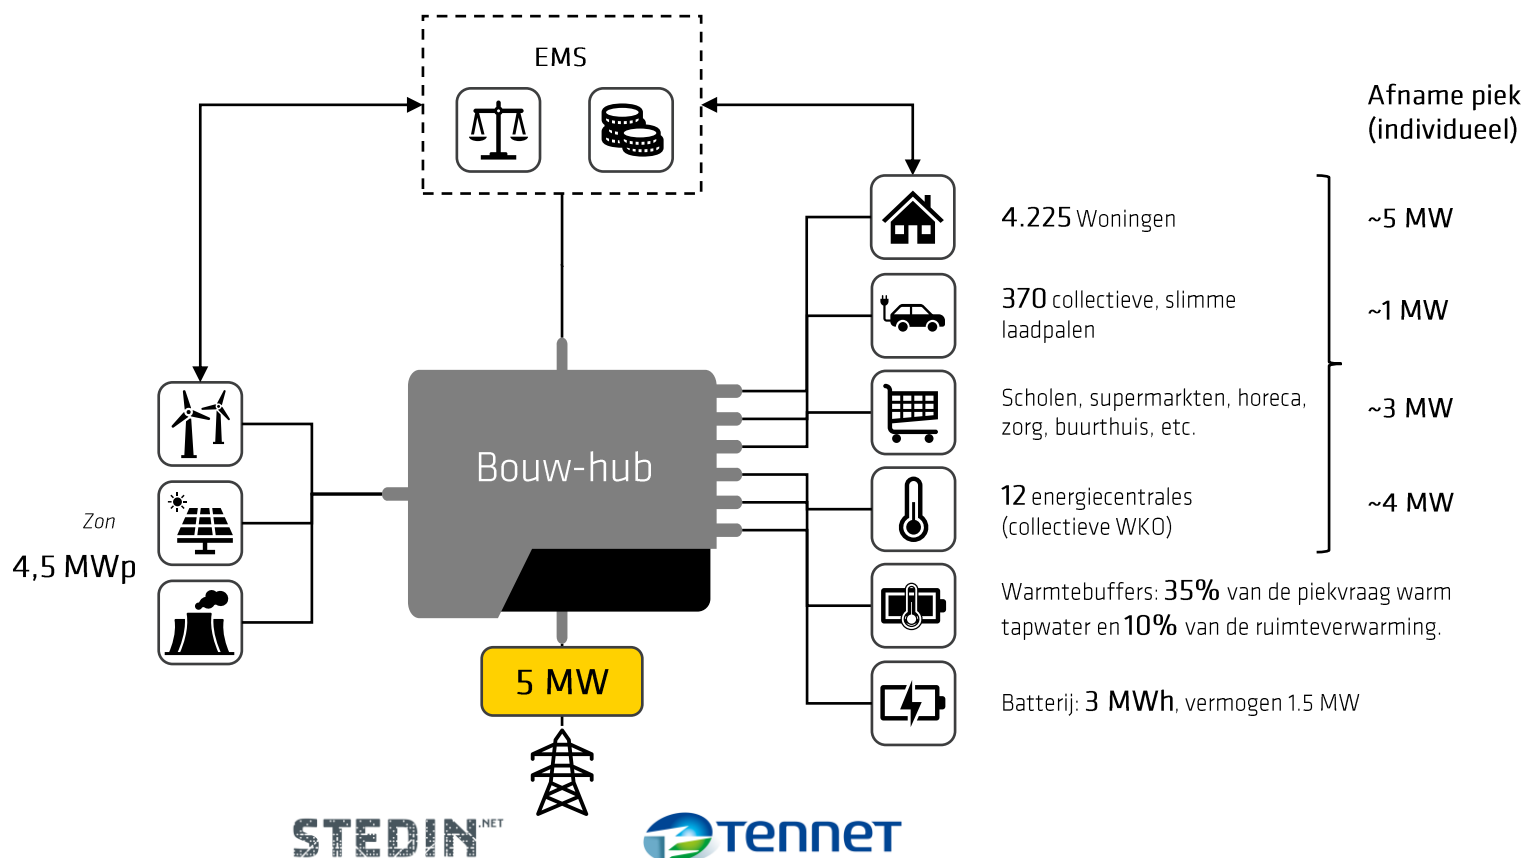 EMS
Afname piek
(individueel)
4.225 Woningen
~5 MW
370 collectieve, slimme
laadpalen
~1 MW
Scholen, supermarkten, horeca,
zorg, buurthuis, etc.
~3 MW
Bouw-hub
12 energiecentrales
(collectieve WKO)
~4 MW
Zon
4,5 MWp
Warmtebuffers: 35% van de piekvraag warm
tapwater en 10% van de ruimteverwarming.
5 MW
Batterij: 3 MWh, vermogen 1.5 MW
STEDIN.NET
TENNET